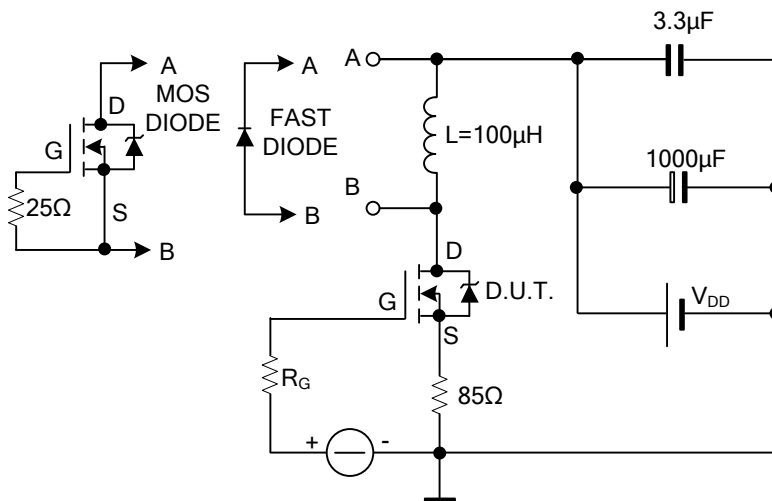 A
MOS
DIODE
D
G
S
25Ω
B
A
FAST
DIODE
B
A
B
L=100µH
3.3µF
1000µF
V_DD
D
G
S
D.U.T.
R_G
85Ω
+
-